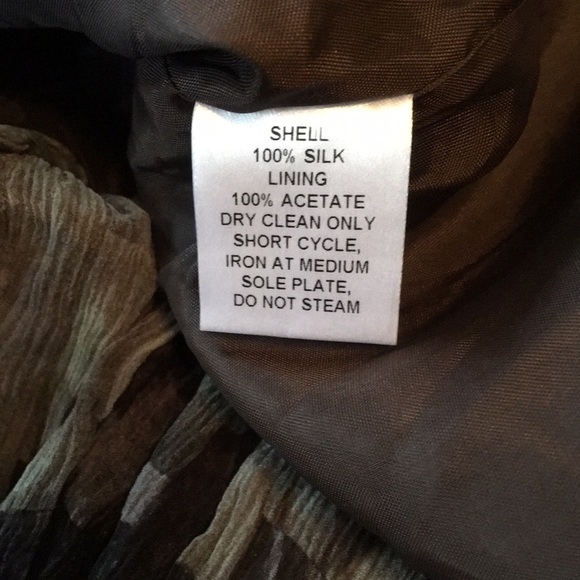 SHELL
100% SILK
LINING
100% ACETATE
DRY CLEAN ONLY
SHORT CYCLE,
IRON AT MEDIUM
SOLE PLATE,
DO NOT STEAM